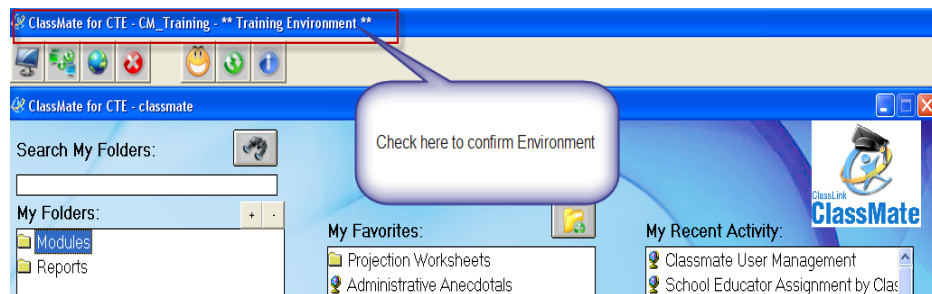 ClassMate for CTE - CM_Training - ** Training Environment **
ClassMate for CTE - classmate
Check here to confirm Environment
Search My Folders:
ClassLink
ClassMate
My Folders:
+ -
My Favorites:
My Recent Activity:
Modules
Reports
Projection Worksheets
Administrative Anecdotals
Classmate User Management
School Educator Assignment by Clas